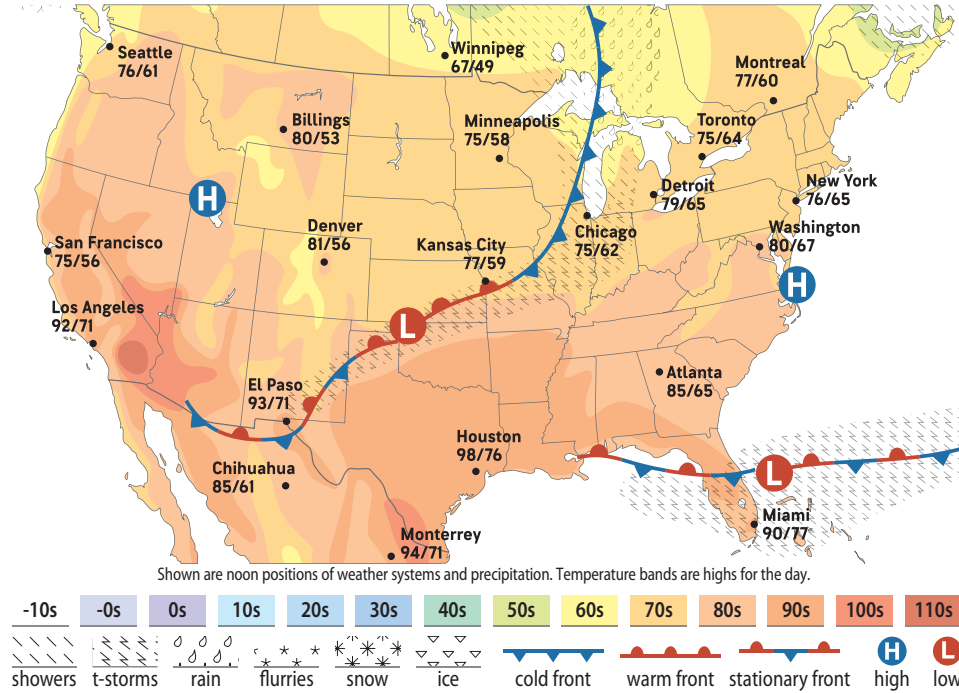 Seattle
76/61
Winnipeg
67/49
Montreal
77/60
Billings
80/53
Minneapolis
75/58
Toronto
75/64
H
Detroit
79/65
New York
76/65
San Francisco
75/56
Denver
81/56
Kansas City
77/59
Chicago
75/62
Washington
80/67
H
Los Angeles
92/71
L
El Paso
93/71
Atlanta
85/65
Chihuahua
85/61
Houston
98/76
L
Monterrey
94/71
Miami
90/77
Shown are noon positions of weather systems and precipitation. Temperature bands are highs for the day.
-10s -0s 0s 10s 20s 30s 40s 50s 60s 70s 80s 90s 100s 110s
H L
showers t-storms rain flurries snow ice cold front warm front stationary front high low